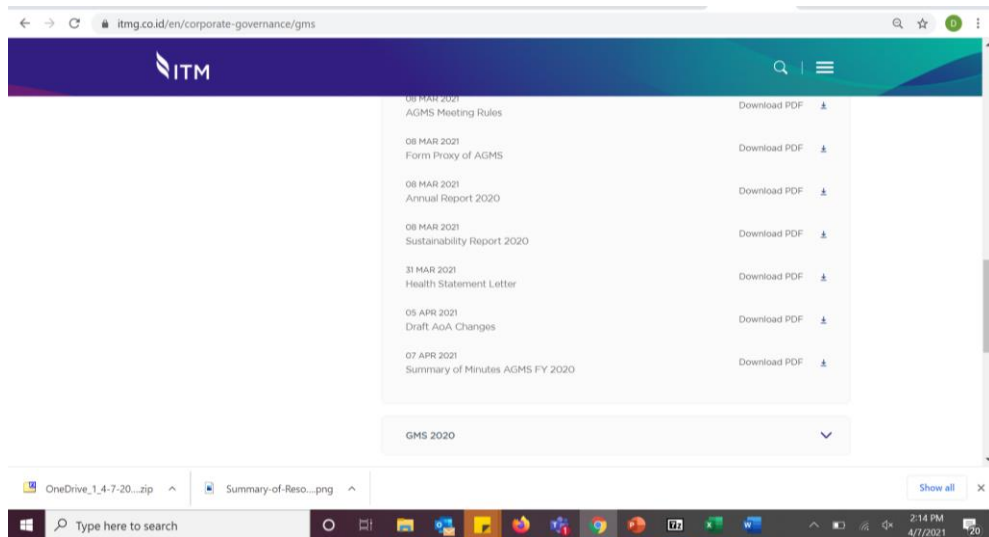 itmg.co.id/en/corporate-governance/gms
D
ITM
08 MAR 2021
AGMS Meeting Rules
Download PDF
08 MAR 2021
Form Proxy of AGMS
Download PDF
08 MAR 2021
Annual Report 2020
Download PDF
08 MAR 2021
Sustainability Report 2020
Download PDF
31 MAR 2021
Health Statement Letter
Download PDF
05 APR 2021
Draft AoA Changes
Download PDF
07 APR 2021
Summary of Minutes AGMS FY 2020
Download PDF
GMS 2020
OneDrive_1_4-7-20....zip
Summary-of-Reso....png
Show all
Type here to search
2:14 PM
4/7/2021
20